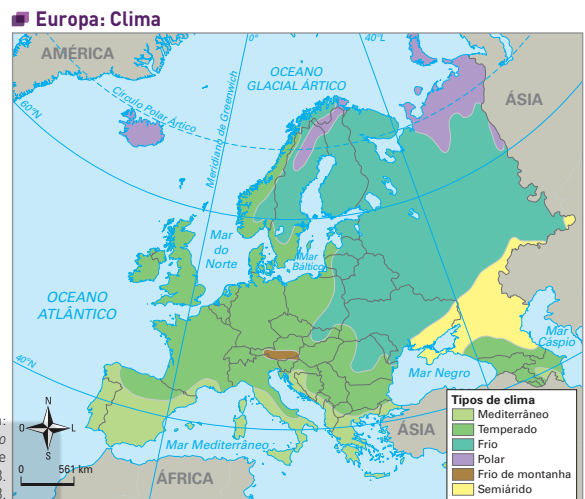 Europa: Clima
0°
40°L
AMÉRICA
OCEANO
GLACIAL ÁRTICO
ÁSIA
60°N
Círculo Polar Ártico
Meridiano de Greenwich
Mar
do
Norte
Mar
Báltico
OCEANO
ATLÂNTICO
Mar
Cáspio
40°N
Mar Negro
N
O
L
S
0
561 km
Mar Mediterrâneo
ÁSIA
ÁFRICA
Tipos de clima
Mediterrâneo
Temperado
Frio
Polar
Frio de montanha
Semiárido